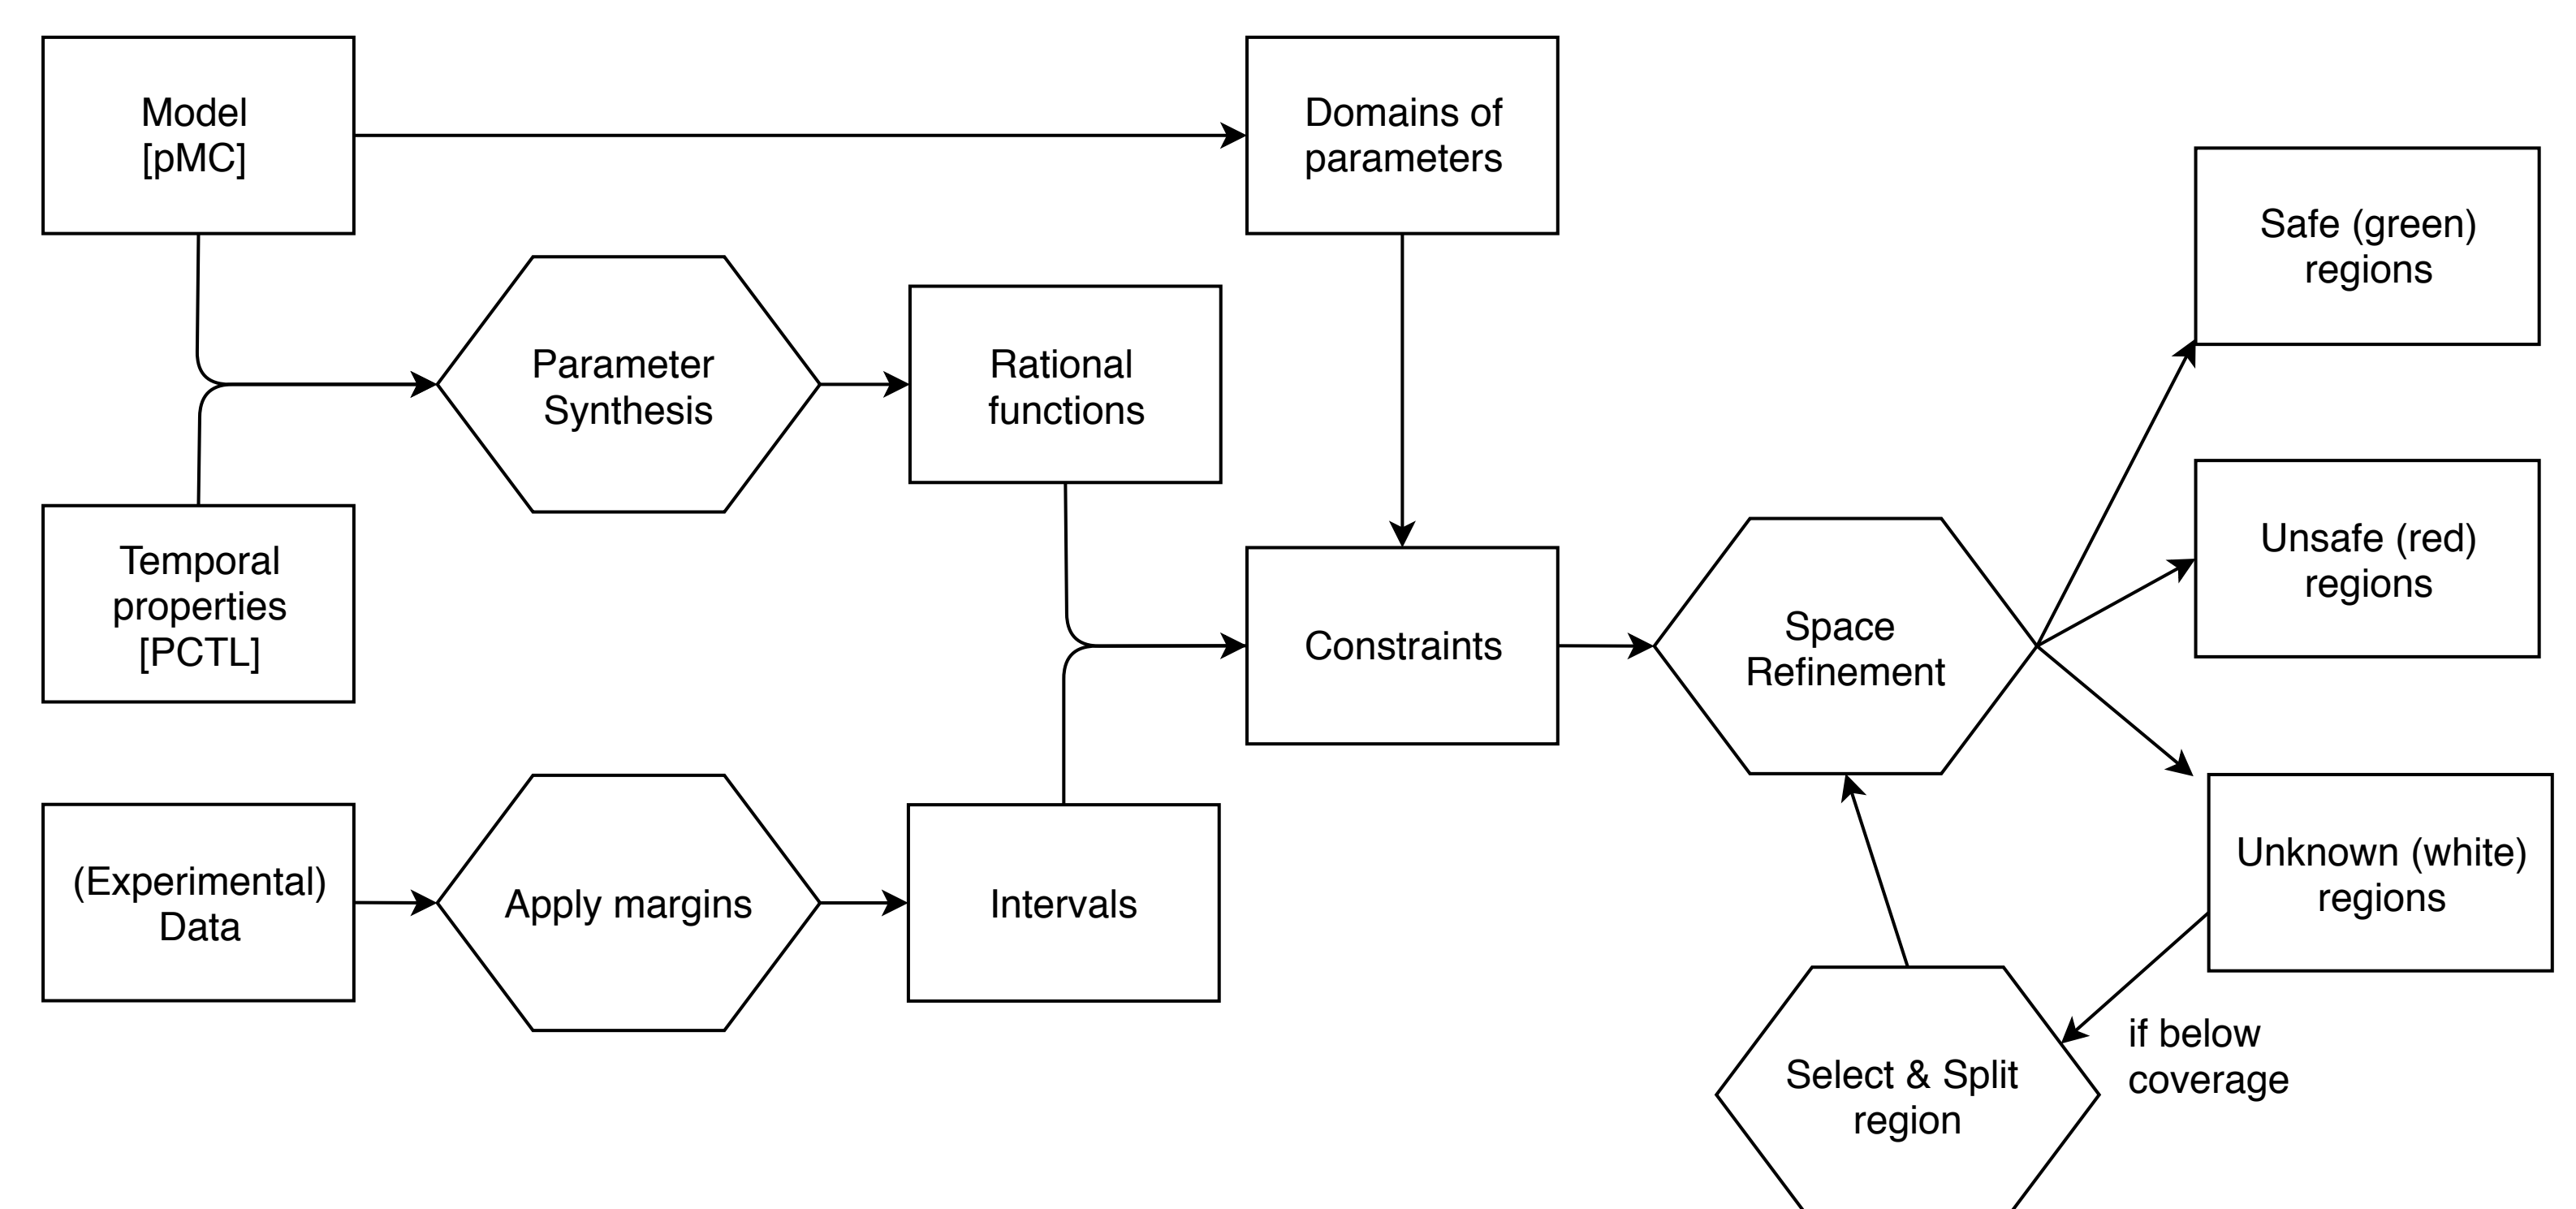 Model
[pMC]
Domains of
parameters
Safe (green)
regions
Parameter
Synthesis
Rational
functions
Unsafe (red)
regions
Temporal
properties
[PCTL]
Constraints
Space
Refinement
(Experimental)
Data
Apply margins
Intervals
Unknown (white)
regions
if below
coverage
Select & Split
region